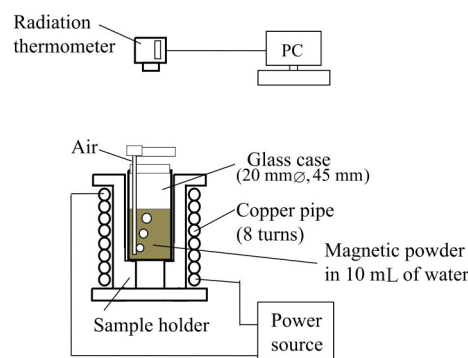 Radiation
thermometer
PC
Air
Glass case
(20 mm∅, 45 mm)
Copper pipe
(8 turns)
Magnetic powder
in 10 mL of water
Sample holder
Power
source